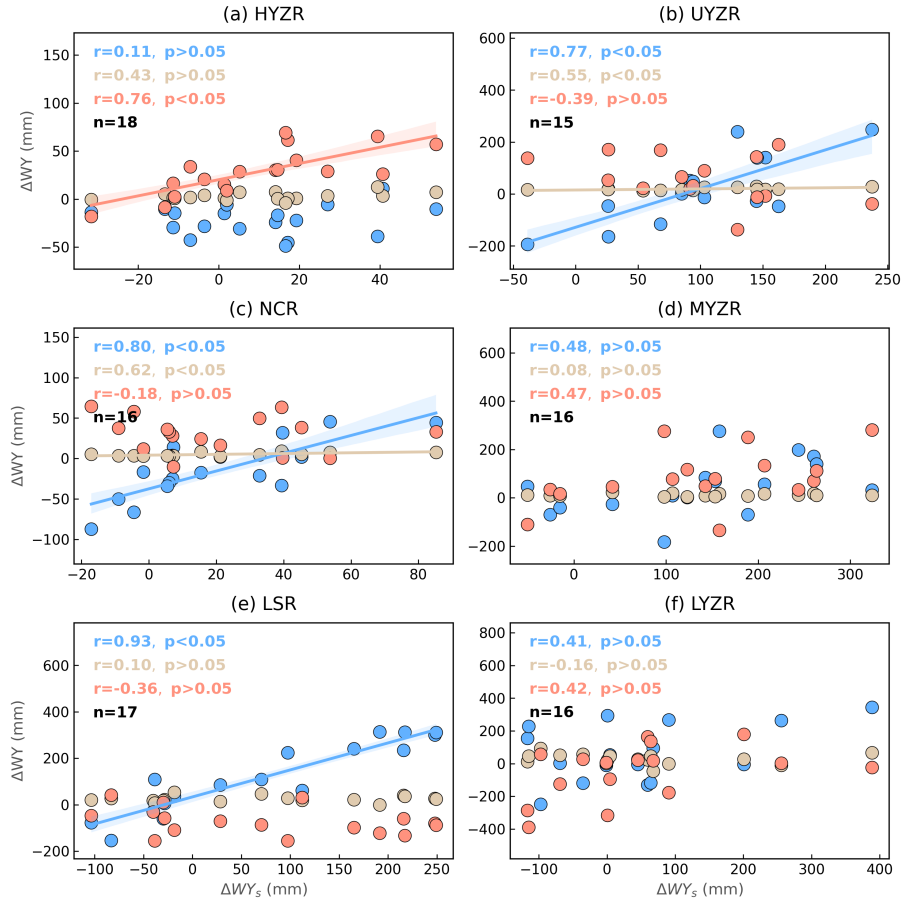 (a) HYZR
ΔWY (mm)
150
100
50
0
−50
r=0.11, p>0.05
r=0.43, p>0.05
r=0.76, p<0.05
n=18
−20
0
20
40
(b) UYZR
600
400
200
0
−200
r=0.77, p<0.05
r=0.55, p<0.05
r=-0.39, p>0.05
n=15
−50
0
50
100
150
200
250
(c) NCR
ΔWY (mm)
150
100
50
0
−50
−100
r=0.80, p<0.05
r=0.62, p<0.05
r=-0.18, p>0.05
n=16
−20
0
20
40
60
80
(d) MYZR
600
400
200
0
−200
r=0.48, p>0.05
r=0.08, p>0.05
r=0.47, p>0.05
n=16
0
100
200
300
(e) LSR
ΔWY (mm)
600
400
200
0
−200
r=0.93, p<0.05
r=0.10, p>0.05
r=-0.36, p>0.05
n=17
−100
−50
0
50
100
150
200
250
ΔWYₛ (mm)
(f) LYZR
800
600
400
200
0
−200
−400
r=0.41, p>0.05
r=-0.16, p>0.05
r=0.42, p>0.05
n=16
−100
0
100
200
300
400
ΔWYₛ (mm)